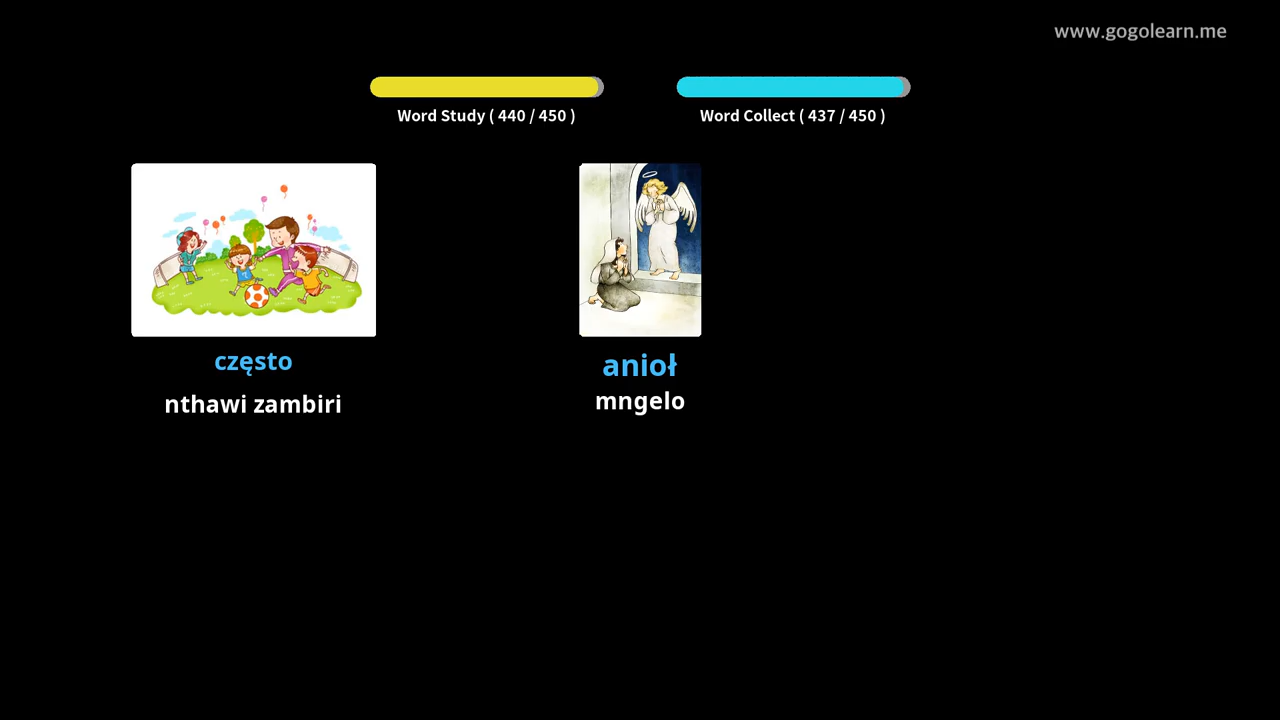 www.gogolearn.me
Word Study ( 440 / 450 )
Word Collect ( 437 / 450 )
często
nthawi zambiri
anioł
mngelo